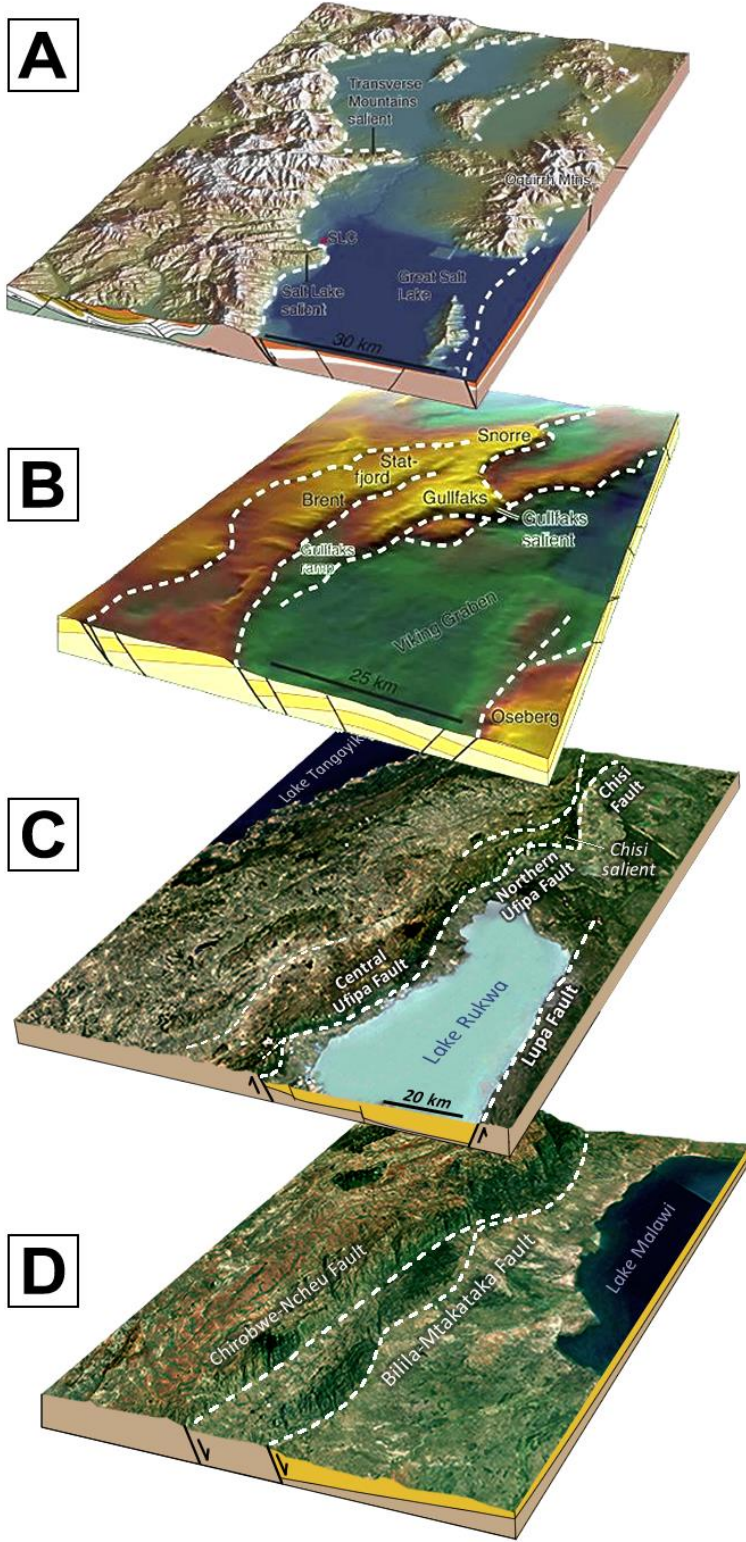 A
Transverse
Mountains
salient
Oquirrh Mtns.
SLC
Salt Lake
salient
Great Salt
Lake
30 km
B
Snorre
Stat-
fjord
Brent
Gullfaks
Gullfaks
salient
Gullfaks
ramp
Viking Graben
25 km
Oseberg
C
Lake Tangayik
Chisi
Fault
Chisi
salient
Northern
Ufipa Fault
Central
Ufipa Fault
Lake Rukwa
Lupa Fault
20 km
D
Chirobwe-Ncheu Fault
Bilila-Mtakataka Fault
Lake Malawi